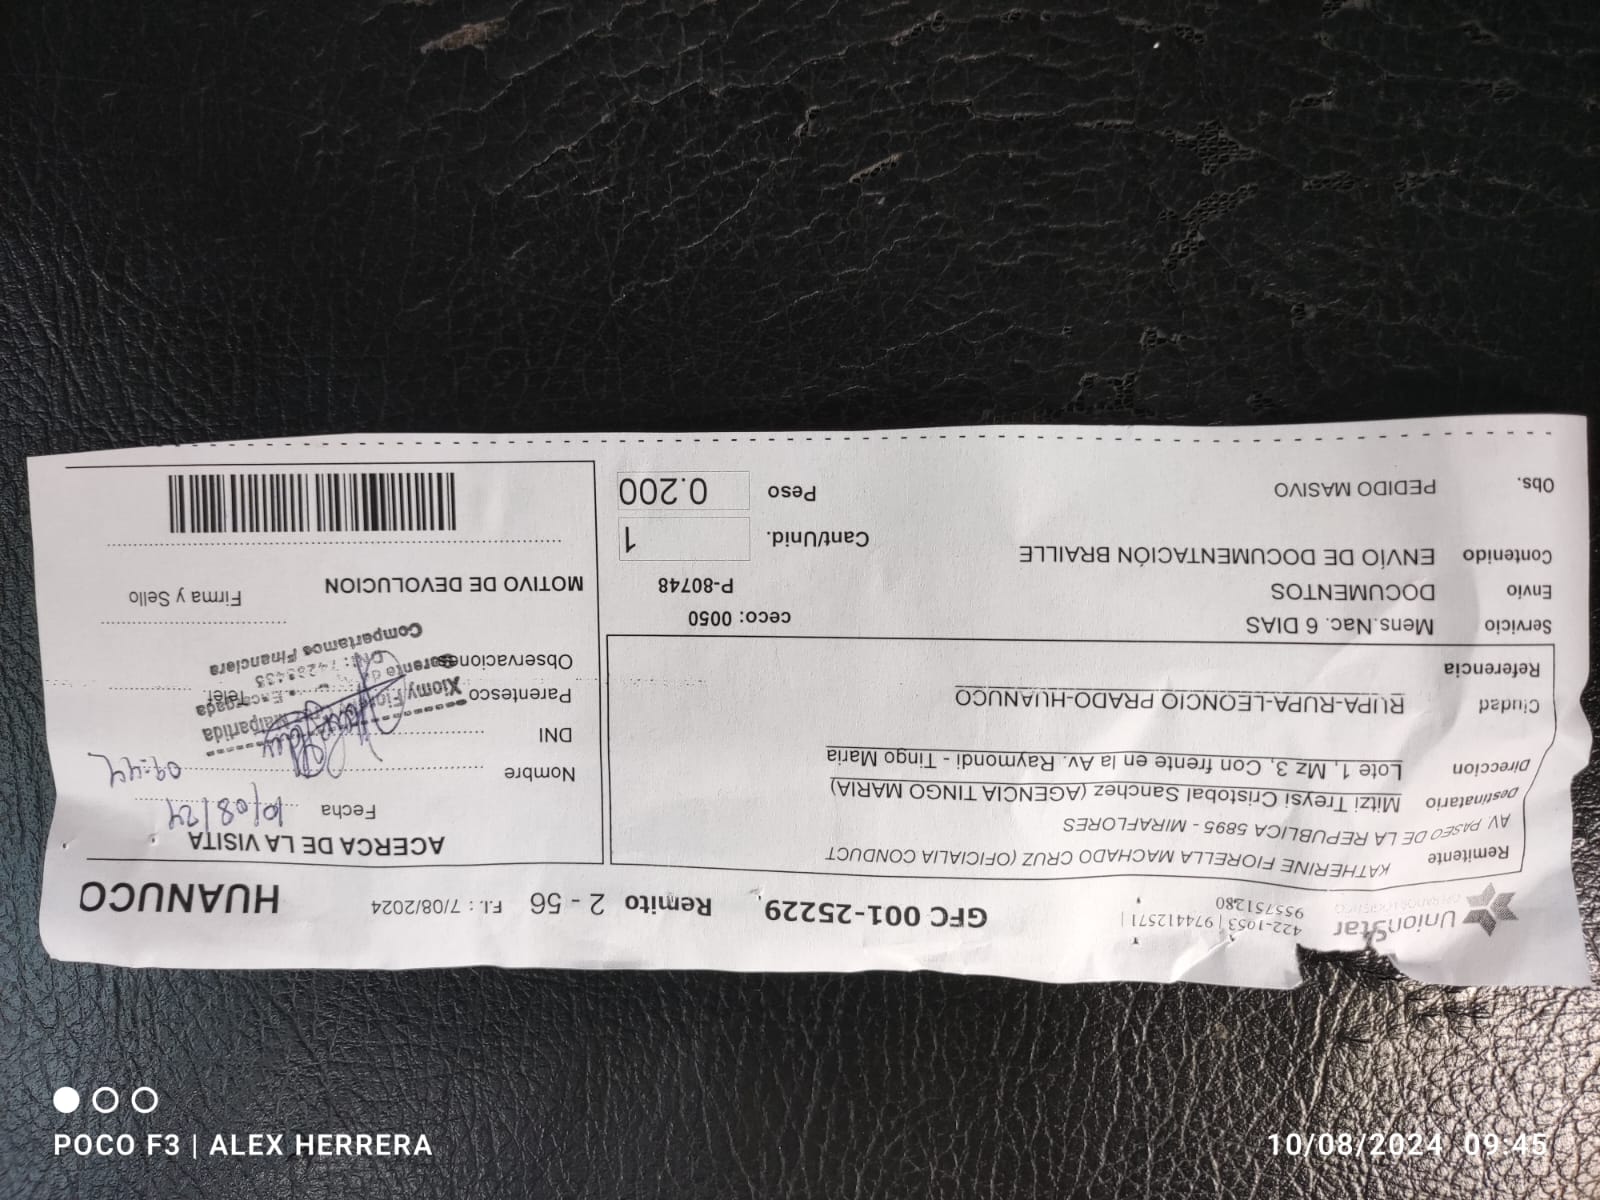 UnionStar
OPERADOR LOGISTICO
422-1053 | 974412571 |
955751280
GFC 001-25229
Remito 2 - 56
F.I. : 7/08/2024
HUANUCO
Remitente KATHERINE FIORELLA MACHADO CRUZ (OFICIALIA CONDUCT
AV. PASEO DE LA REPUBLICA 5895 - MIRAFLORES
Destinatario Mitzi Treysi Cristobal Sanchez (AGENCIA TINGO MARIA)
Direccion Lote 1, Mz 3, Con frente en la Av. Raymondi - Tingo Maria
Ciudad RUPA-RUPA-LEONCIO PRADO-HUANUCO
Referencia
Servicio Mens.Nac. 6 DIAS
ceco: 0050
Envio DOCUMENTOS
P-80748
Contenido ENVÍO DE DOCUMENTACIÓN BRAILLE
Cant/Unid. 1
Obs. PEDIDO MASIVO
Peso 0.200
ACERCA DE LA VISITA
Fecha 10/08/24
Nombre 09:44
DNI
Parentesco
Observaciones
Xiomy Malpartida
Compartamos Financiera
Firma y Sello
MOTIVO DE DEVOLUCION
POCO F3 | ALEX HERRERA
10/08/2024 09:45